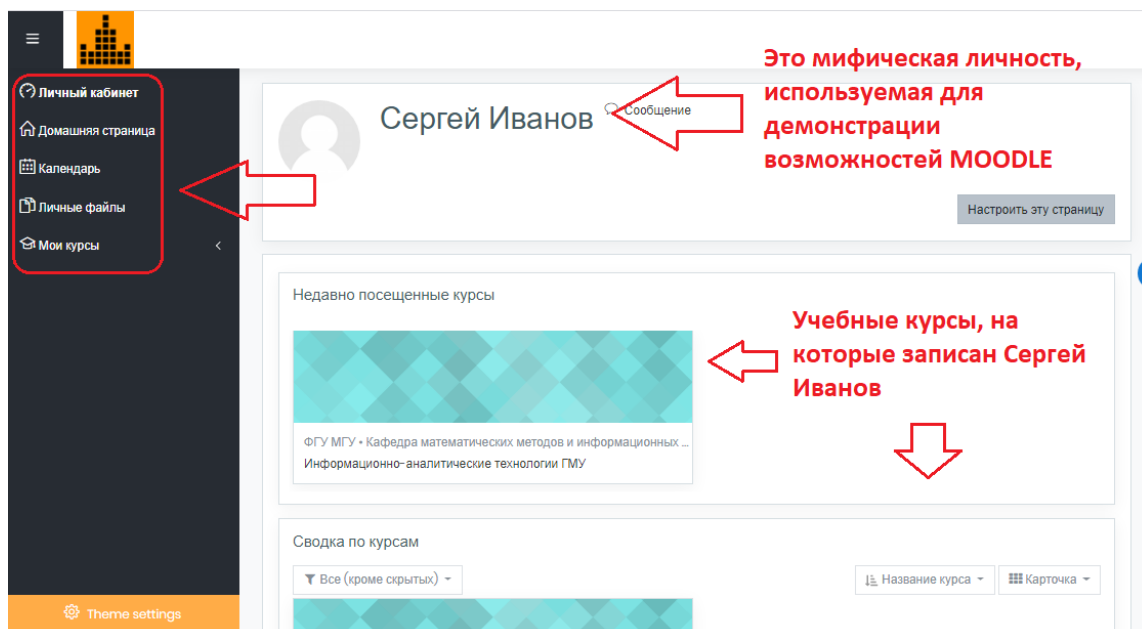 Личный кабинет
Домашняя страница
Календарь
Личные файлы
Мои курсы
Theme settings
Сергей Иванов
Сообщение
Это мифическая личность,
используемая для
демонстрации
возможностей MOODLE
Настроить эту страницу
Недавно посещенные курсы
Учебные курсы, на
которые записан Сергей
Иванов
ФГУ МГУ • Кафедра математических методов и информационных ...
Информационно-аналитические технологии ГМУ
Сводка по курсам
Все (кроме скрытых)
Название курса
Карточка